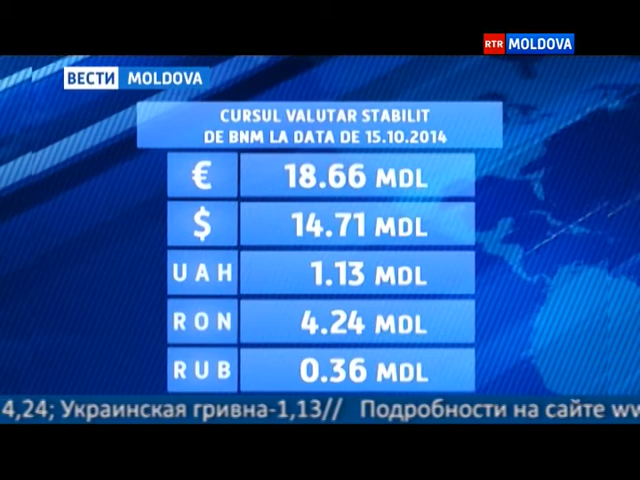 RTR MOLDOVA
ВЕСТИ MOLDOVA
CURSUL VALUTAR STABILIT
DE BNM LA DATA DE 15.10.2014
€ 18.66 MDL
$ 14.71 MDL
UAH 1.13 MDL
RON 4.24 MDL
RUB 0.36 MDL
4,24; Украинская гривна-1,13// Подробности на сайте ww